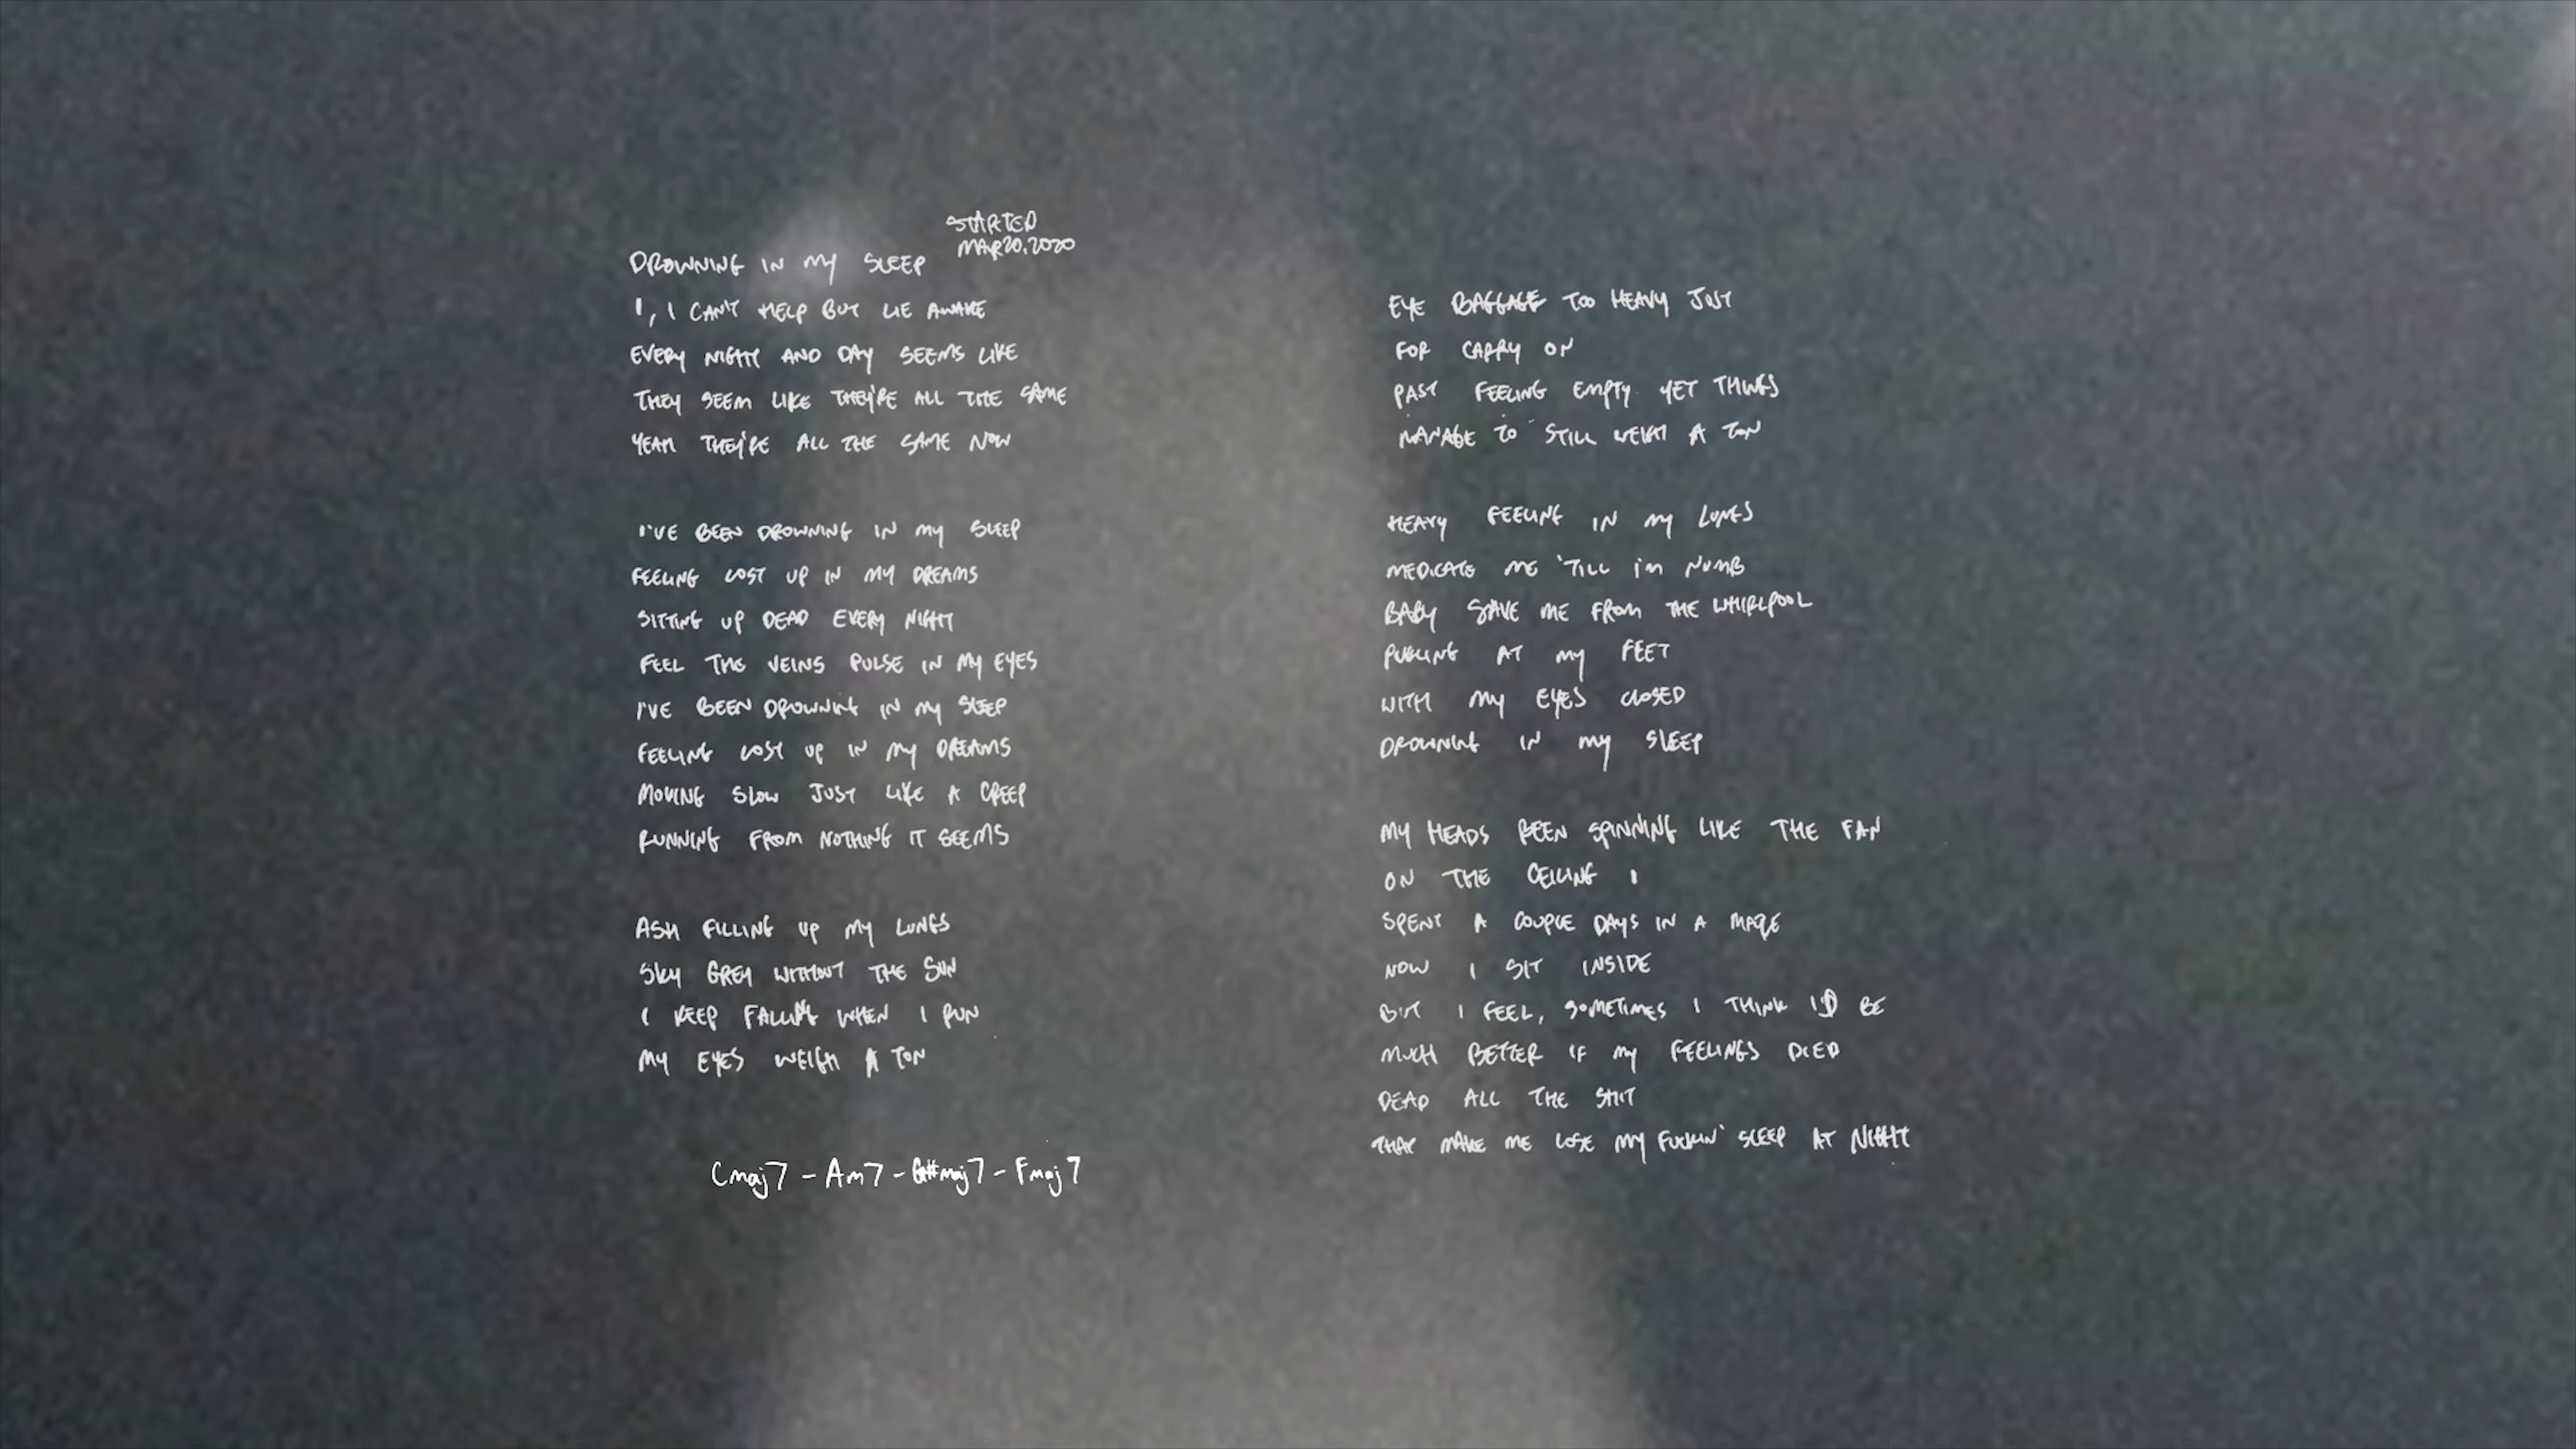 STARTED
MAR 20, 2020
DROWNING IN MY SLEEP
I, I CAN'T HELP BUT LIE AWAKE
EVERY NIGHT AND DAY SEEMS LIKE
THEY SEEM LIKE THEY'RE ALL THE SAME
YEAH THEY'RE ALL THE SAME NOW
I'VE BEEN DROWNING IN MY SLEEP
FEELING LOST UP IN MY DREAMS
SITTING UP DEAD EVERY NIGHT
FEEL THE VEINS PULSE IN MY EYES
I'VE BEEN DROWNING IN MY SLEEP
FEELING LOST UP IN MY DREAMS
MOVING SLOW JUST LIKE A CREEP
RUNNING FROM NOTHING IT SEEMS
ASH FILLING UP MY LUNGS
SKY GREY WITHOUT THE SUN
I KEEP FALLING WHEN I RUN
MY EYES WEIGH A TON
Cmaj7 - Am7 - G#maj7 - Fmaj7
EYE BAGGAGE TOO HEAVY JUST
FOR CARRY ON
PAST FEELING EMPTY YET THINGS
MANAGE TO STILL WEIGH A TON
HEAVY FEELING IN MY LUNGS
MEDICATE ME 'TILL I'M NUMB
BABY SAVE ME FROM THE WHIRLPOOL
PULLING AT MY FEET
WITH MY EYES CLOSED
DROWNING IN MY SLEEP
MY HEADS BEEN SPINNING LIKE THE FAN
ON THE CEILING I
SPENT A COUPLE DAYS IN A MAZE
NOW I SIT INSIDE
BUT I FEEL, SOMETIMES I THINK I'D BE
MUCH BETTER IF MY FEELINGS DIED
DEAD ALL THE SHIT
THAT MAKE ME LOSE MY FUCKIN' SLEEP AT NIGHT